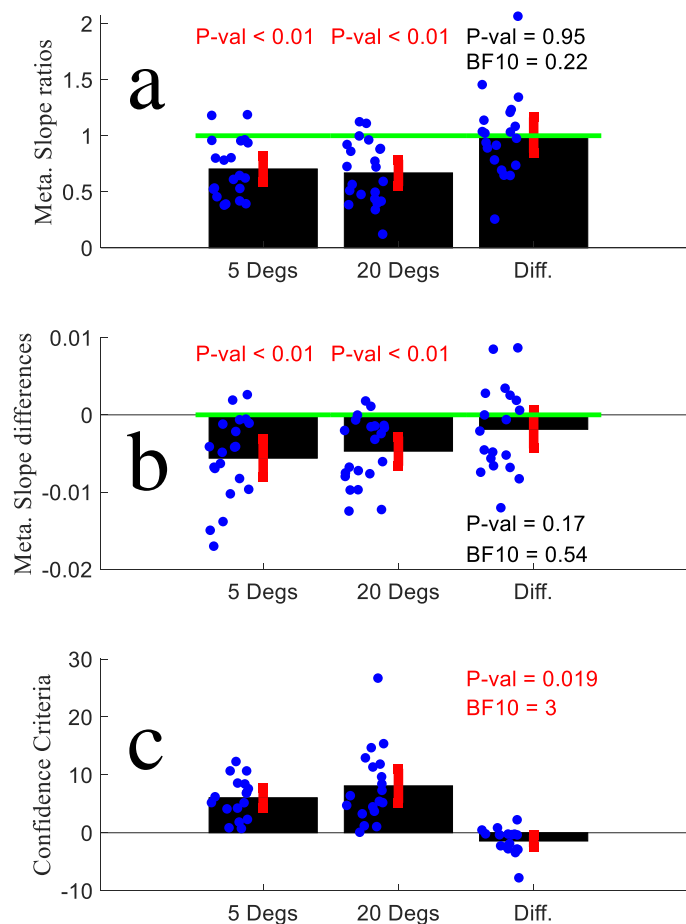 a
Meta. Slope ratios
2
1.5
1
0.5
0
P-val < 0.01
P-val < 0.01
P-val = 0.95
BF10 = 0.22
5 Degs
20 Degs
Diff.
b
Meta. Slope differences
0.01
0
-0.01
-0.02
P-val < 0.01
P-val < 0.01
P-val = 0.17
BF10 = 0.54
5 Degs
20 Degs
Diff.
c
Confidence Criteria
30
20
10
0
-10
P-val = 0.019
BF10 = 3
5 Degs
20 Degs
Diff.